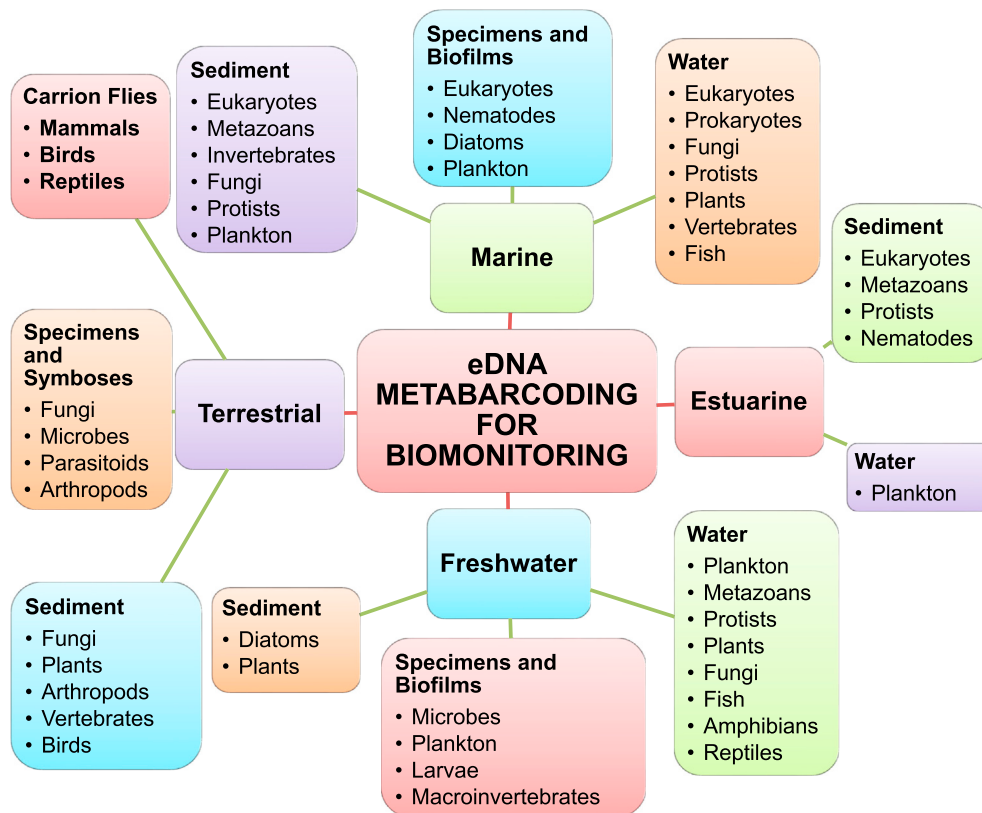 eDNA
METABARCODING
FOR
BIOMONITORING
Marine
Sediment
• Eukaryotes
• Metazoans
• Invertebrates
• Fungi
• Protists
• Plankton
Specimens and
Biofilms
• Eukaryotes
• Nematodes
• Diatoms
• Plankton
Water
• Eukaryotes
• Prokaryotes
• Fungi
• Protists
• Plants
• Vertebrates
• Fish
Estuarine
Sediment
• Eukaryotes
• Metazoans
• Protists
• Nematodes
Water
• Plankton
Freshwater
Water
• Plankton
• Metazoans
• Protists
• Plants
• Fungi
• Fish
• Amphibians
• Reptiles
Specimens and
Biofilms
• Microbes
• Plankton
• Larvae
• Macroinvertebrates
Sediment
• Diatoms
• Plants
Terrestrial
Sediment
• Fungi
• Plants
• Arthropods
• Vertebrates
• Birds
Specimens
and
Symboses
• Fungi
• Microbes
• Parasitoids
• Arthropods
Carrion Flies
• Mammals
• Birds
• Reptiles